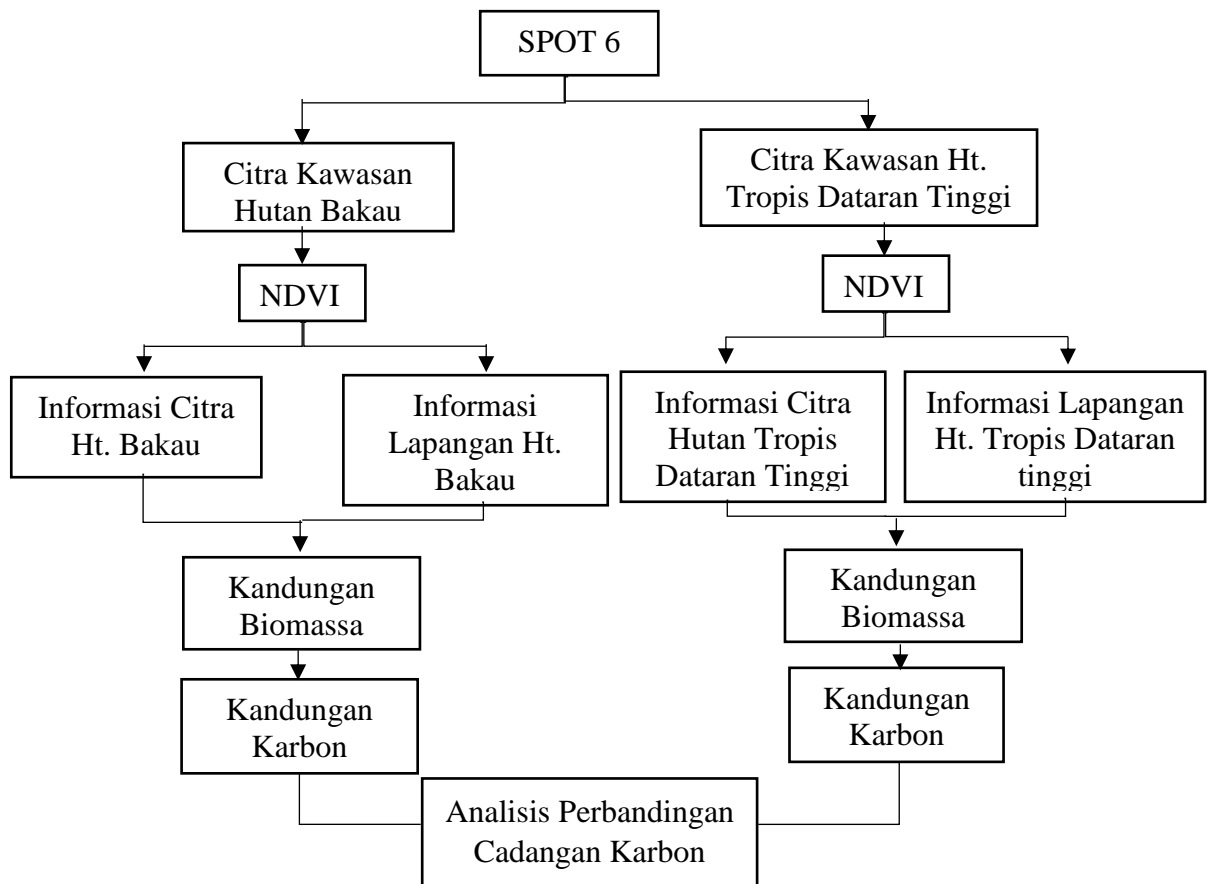 SPOT 6
Citra Kawasan
Hutan Bakau
Citra Kawasan Ht.
Tropis Dataran Tinggi
NDVI
NDVI
Informasi Citra
Ht. Bakau
Informasi
Lapangan Ht.
Bakau
Informasi Citra
Hutan Tropis
Dataran Tinggi
Informasi Lapangan
Ht. Tropis Dataran
tinggi
Kandungan
Biomassa
Kandungan
Biomassa
Kandungan
Karbon
Kandungan
Karbon
Analisis Perbandingan
Cadangan Karbon